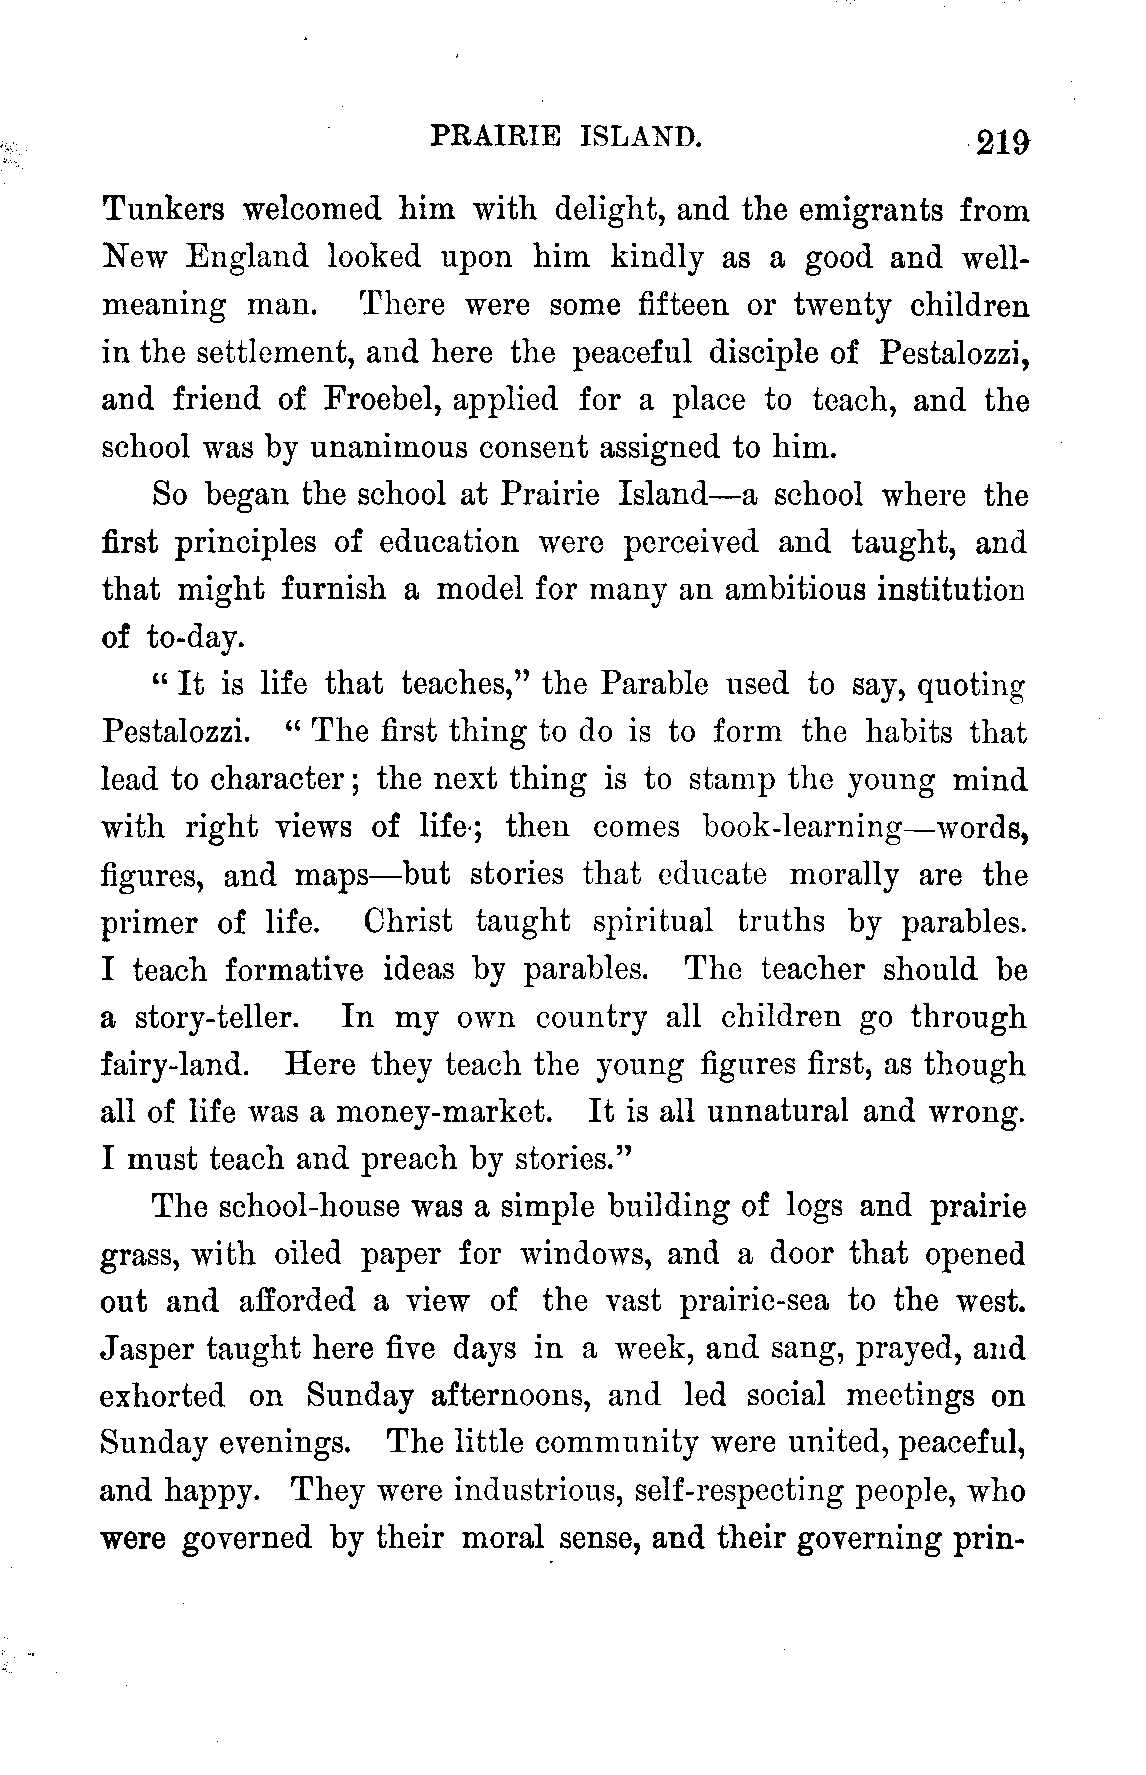 PRAIRIE ISLAND. 219
Tunkers welcomed him with delight, and the emigrants from
New England looked upon him kindly as a good and well-
meaning man. There were some fifteen or twenty children
in the settlement, and here the peaceful disciple of Pestalozzi,
and friend of Froebel, applied for a place to teach, and the
school was by unanimous consent assigned to him.
So began the school at Prairie Island—a school where the
first principles of education were perceived and taught, and
that might furnish a model for many an ambitious institution
of to-day.
“ It is life that teaches,” the Parable used to say, quoting
Pestalozzi. “ The first thing to do is to form the habits that
lead to character; the next thing is to stamp the young mind
with right views of life; then comes book-learning—words,
figures, and maps—but stories that educate morally are the
primer of life. Christ taught spiritual truths by parables.
I teach formative ideas by parables. The teacher should be
a story-teller. In my own country all children go through
fairy-land. Here they teach the young figures first, as though
all of life was a money-market. It is all unnatural and wrong.
I must teach and preach by stories.”
The school-house was a simple building of logs and prairie
grass, with oiled paper for windows, and a door that opened
out and afforded a view of the vast prairie-sea to the west.
Jasper taught here five days in a week, and sang, prayed, and
exhorted on Sunday afternoons, and led social meetings on
Sunday evenings. The little community were united, peaceful,
and happy. They were industrious, self-respecting people, who
were governed by their moral sense, and their governing prin-